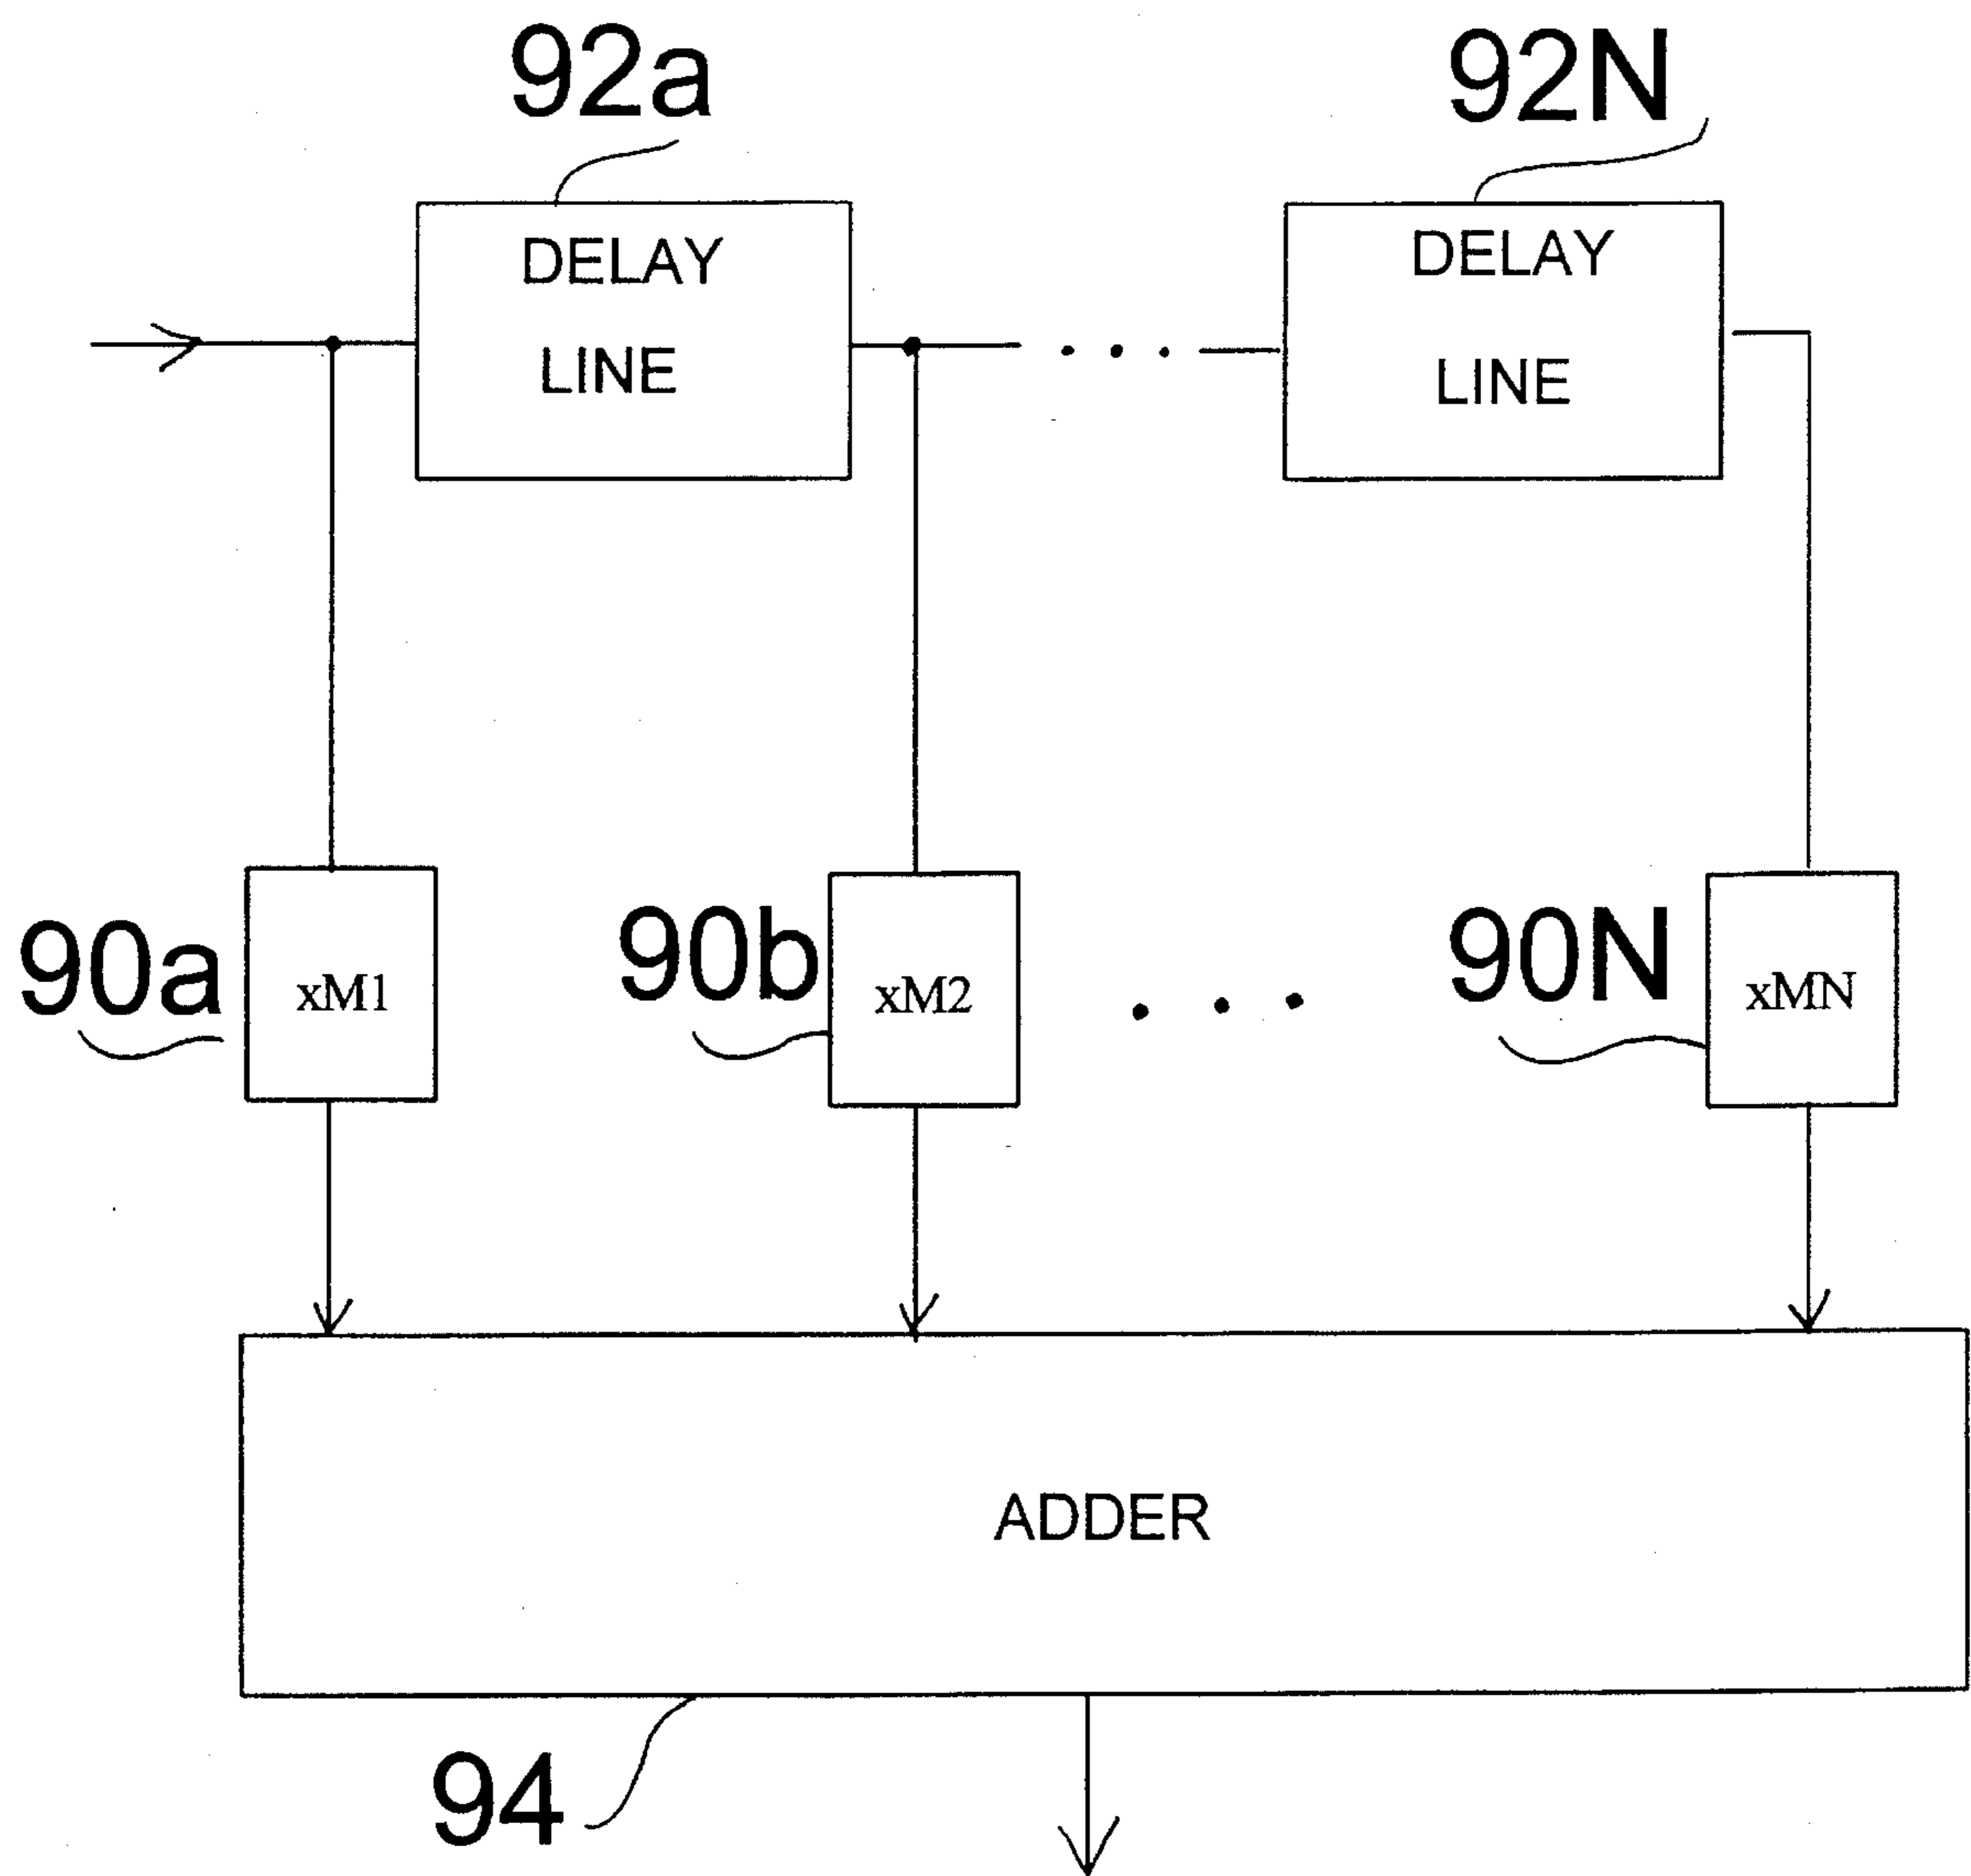 92a
92N
DELAY
LINE
DELAY
LINE
90a
xM1
90b
xM2
90N
xMN
ADDER
94